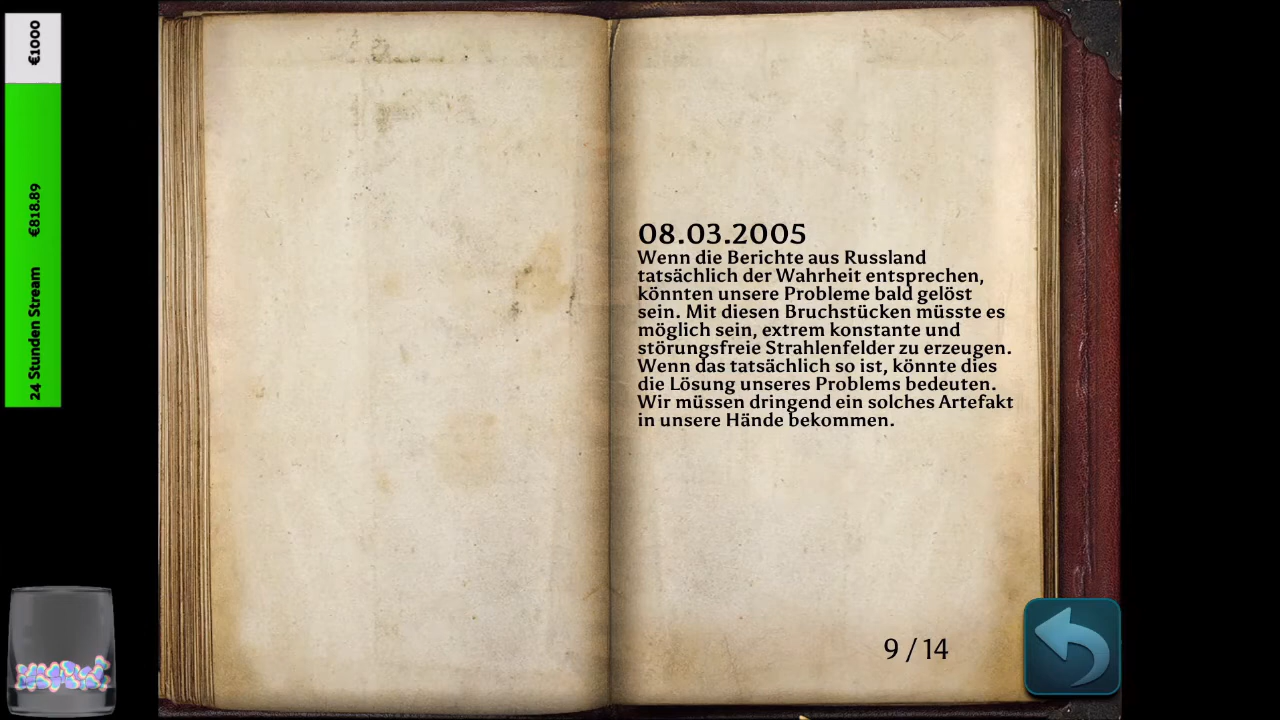 €1000
€818.89
24 Stunden Stream
08.03.2005
Wenn die Berichte aus Russland
tatsächlich der Wahrheit entsprechen,
könnten unsere Probleme bald gelöst
sein. Mit diesen Bruchstücken müsste es
möglich sein, extrem konstante und
störungsfreie Strahlenfelder zu erzeugen.
Wenn das tatsächlich so ist, könnte dies
die Lösung unseres Problems bedeuten.
Wir müssen dringend ein solches Artefakt
in unsere Hände bekommen.
9 / 14